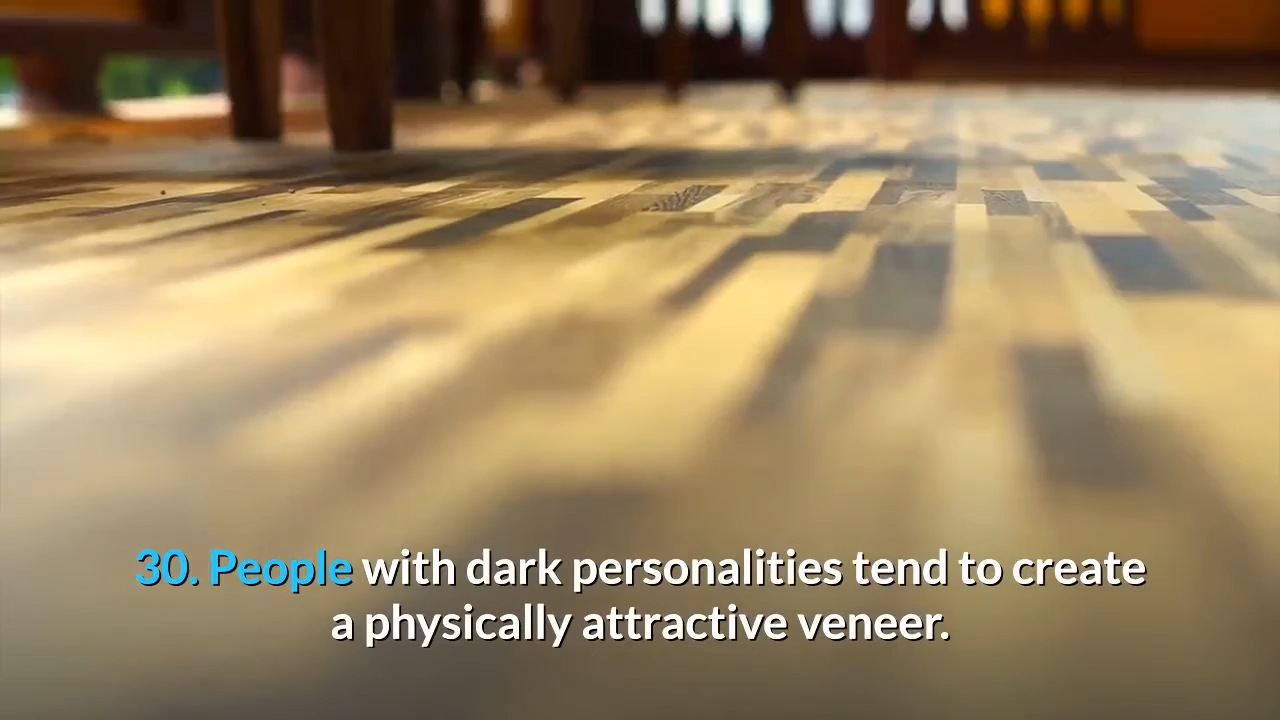 30. People with dark personalities tend to create
a physically attractive veneer.